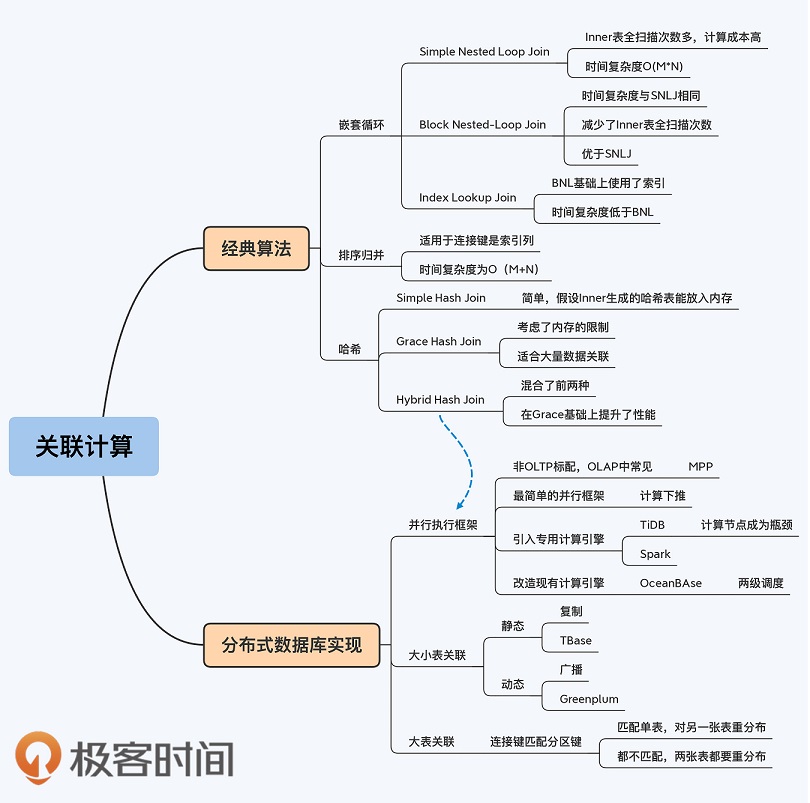 关联计算
经典算法
嵌套循环
Simple Nested Loop Join
Inner表全扫描次数多，计算成本高
时间复杂度O(M*N)
Block Nested-Loop Join
时间复杂度与SNLJ相同
减少了Inner表全扫描次数
优于SNLJ
Index Lookup Join
BNL基础上使用了索引
时间复杂度低于BNL
排序归并
适用于连接键是索引列
时间复杂度为O（M+N）
哈希
Simple Hash Join
简单，假设Inner生成的哈希表能放入内存
Grace Hash Join
考虑了内存的限制
适合大量数据关联
Hybrid Hash Join
混合了前两种
在Grace基础上提升了性能
分布式数据库实现
并行执行框架
非OLTP标配，OLAP中常见
MPP
最简单的并行框架
计算下推
引入专用计算引擎
TiDB
计算节点成为瓶颈
Spark
改造现有计算引擎
OceanBAse
两级调度
大小表关联
静态
复制
TBase
动态
广播
Greenplum
大表关联
连接键匹配分区键
匹配单表，对另一张表重分布
都不匹配，两张表都要重分布
极客时间